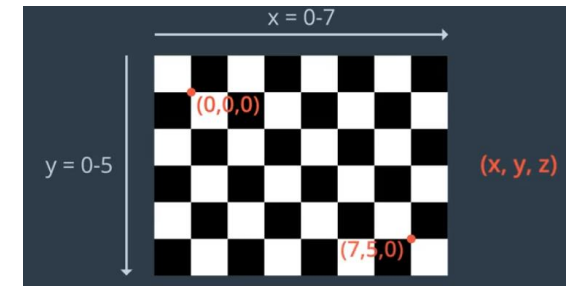 x = 0-7
(0,0,0)
y = 0-5
(x, y, z)
(7,5,0)